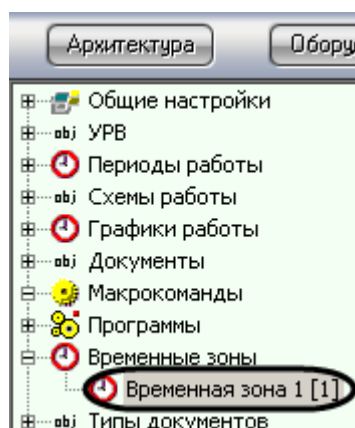 Архитектура Обору
Общие настройки
obj УРВ
Периоды работы
obj Схемы работы
Графики работы
obj Документы
Макрокоманды
Программы
Временные зоны
Временная зона 1 [1]
obj Типы документов